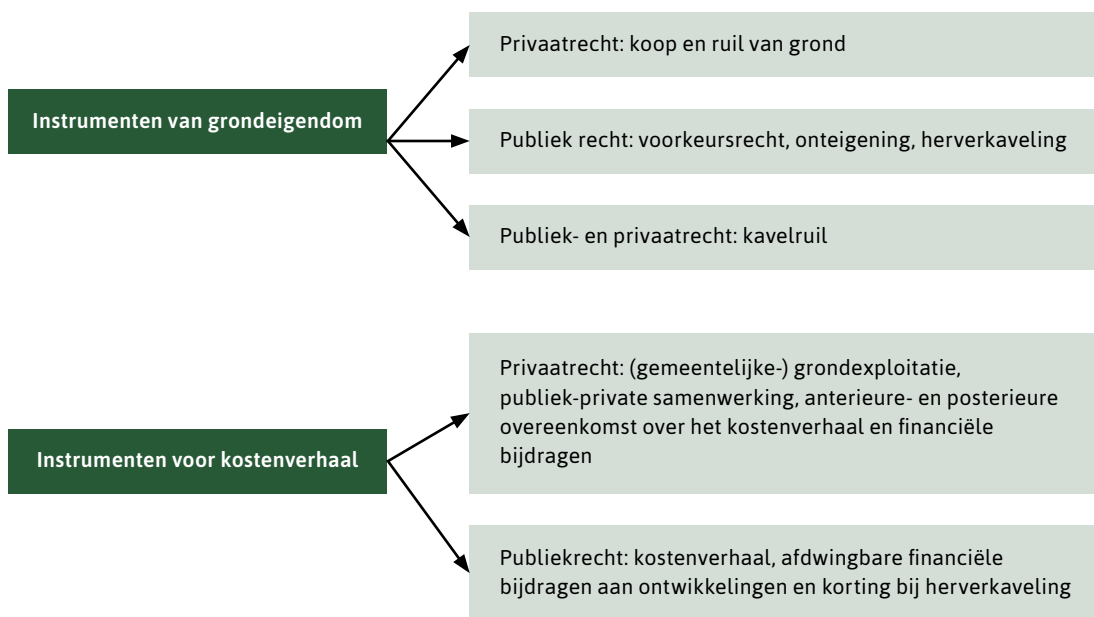 Instrumenten van grondeigendom
Privaatrecht: koop en ruil van grond
Publiek recht: voorkeursrecht, onteigening, herverkaveling
Publiek- en privaatrecht: kavelruil
Instrumenten voor kostenverhaal
Privaatrecht: (gemeentelijke-) grondexploitatie,
publiek-private samenwerking, anterieure- en posterieure
overeenkomst over het kostenverhaal en financiële
bijdragen
Publiekrecht: kostenverhaal, afdwingbare financiële
bijdragen aan ontwikkelingen en korting bij herverkaveling